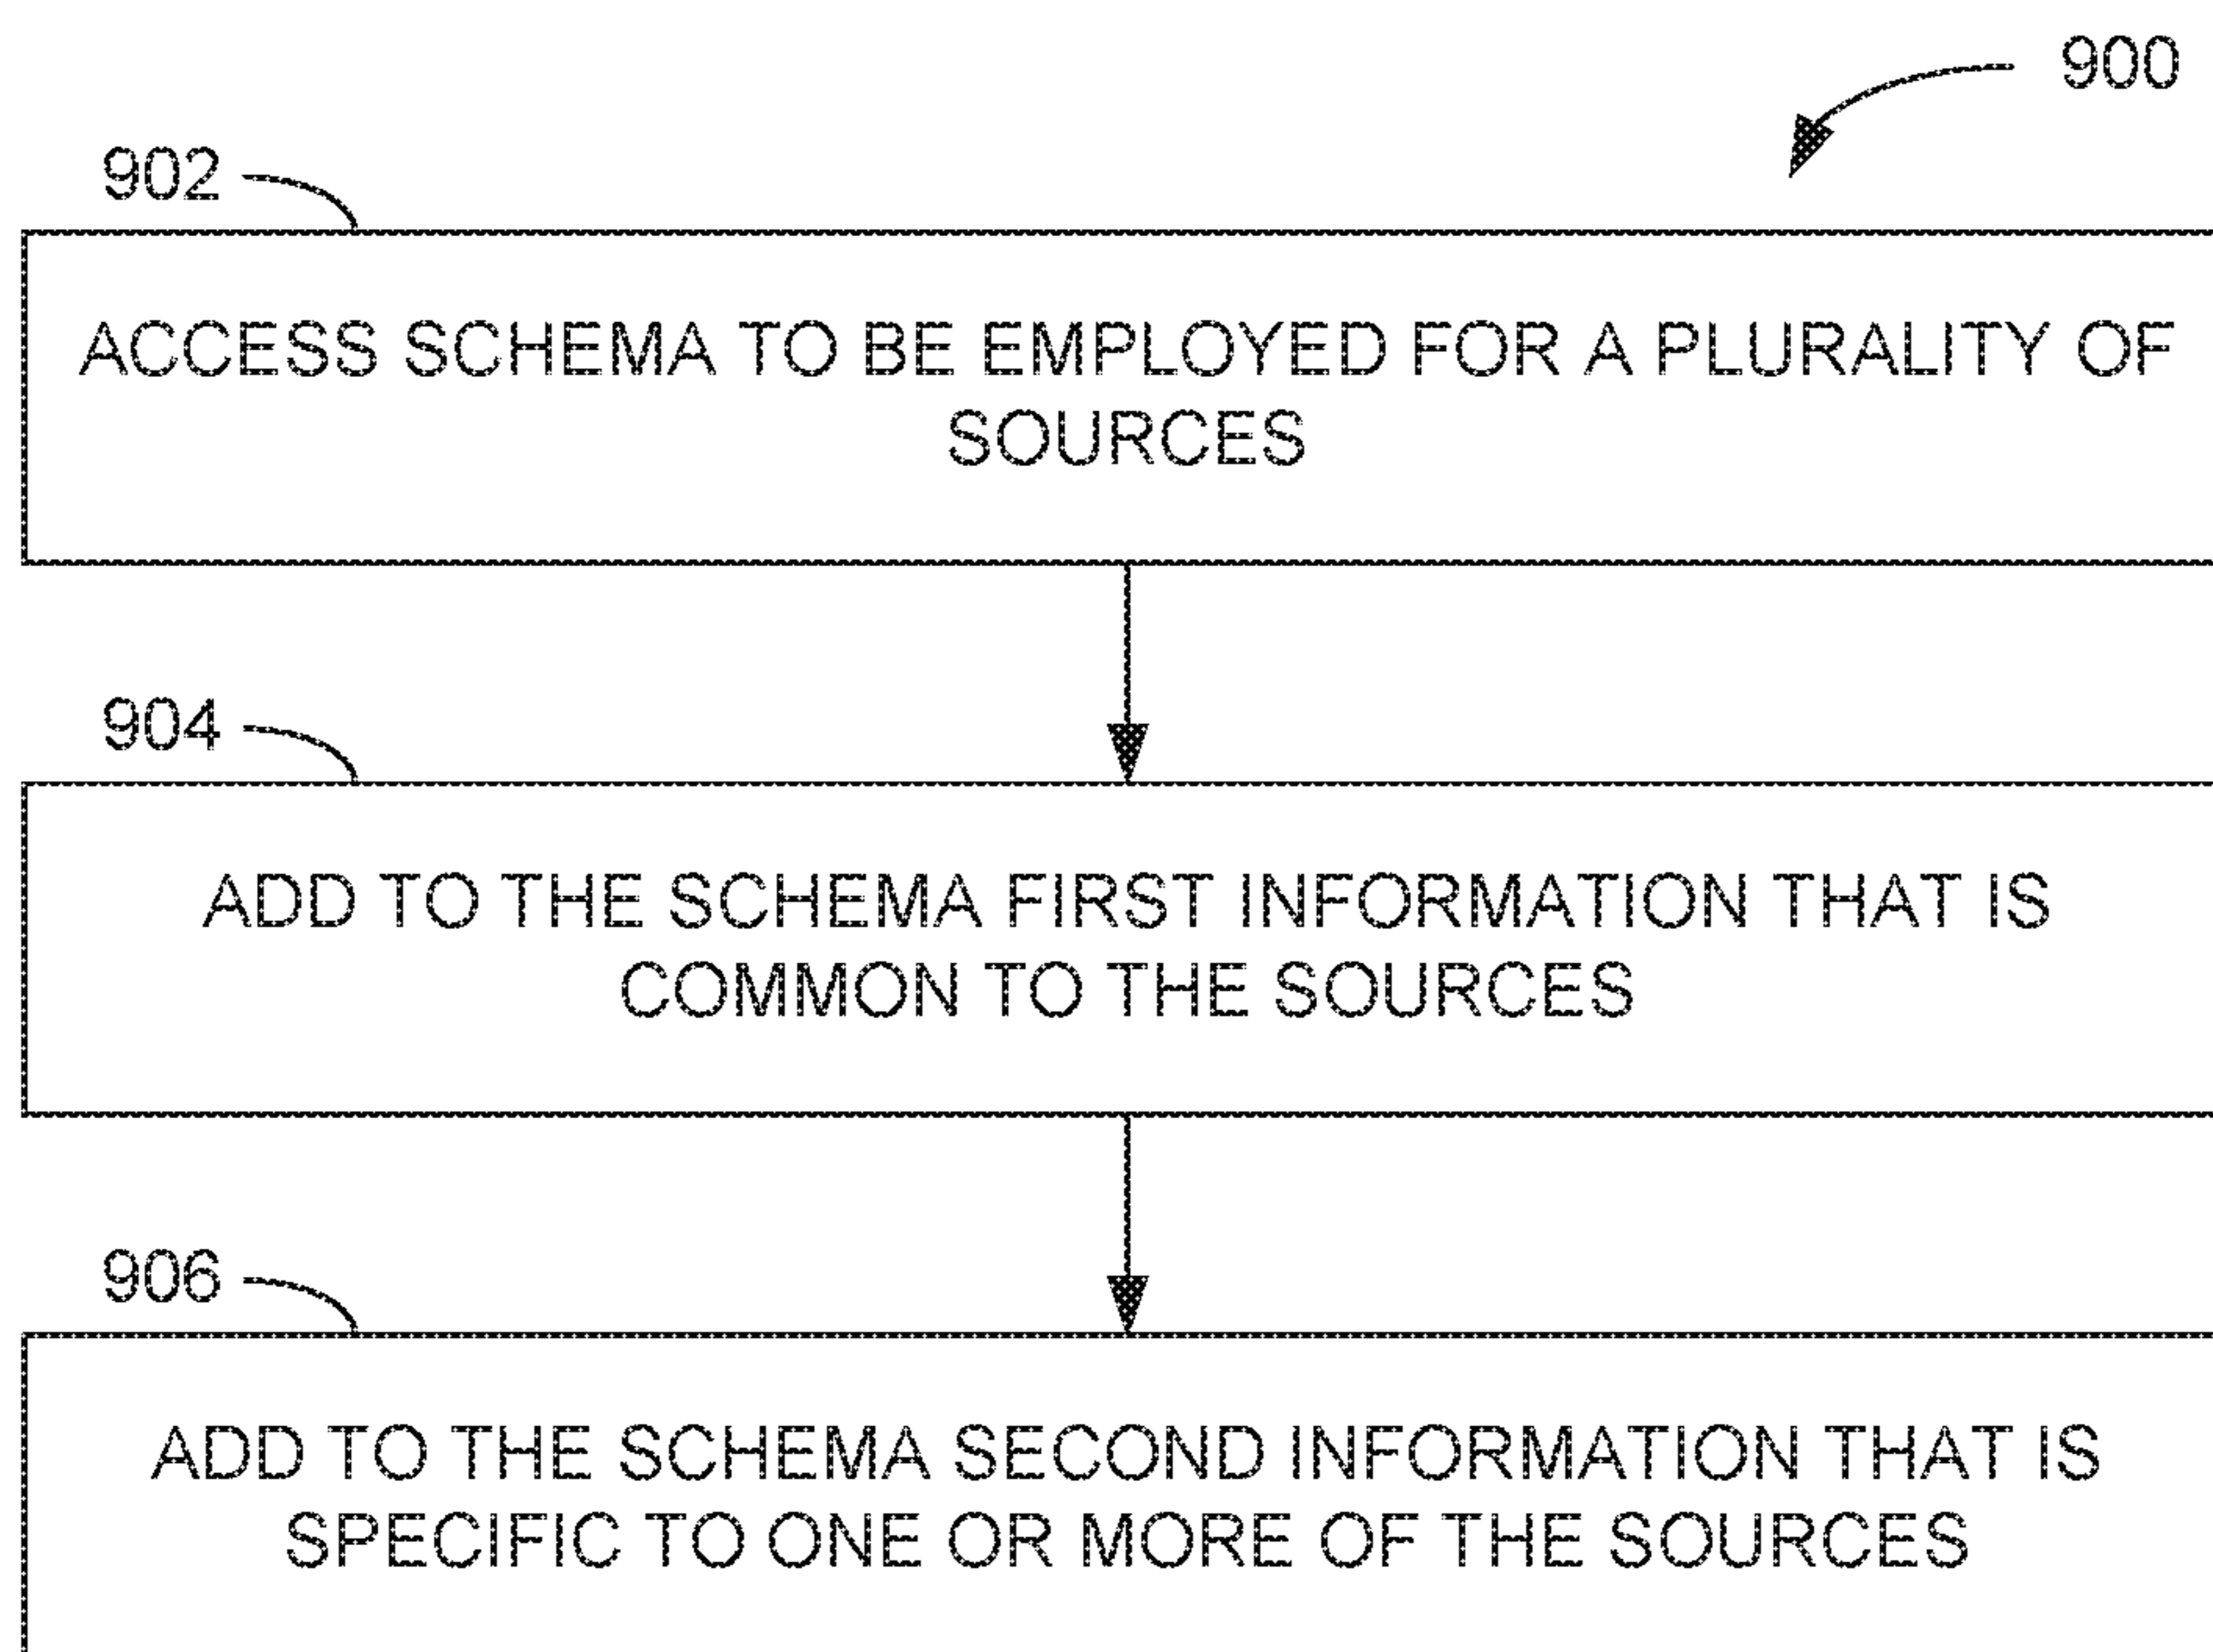 900
902
ACCESS SCHEMA TO BE EMPLOYED FOR A PLURALITY OF
SOURCES
904
ADD TO THE SCHEMA FIRST INFORMATION THAT IS
COMMON TO THE SOURCES
906
ADD TO THE SCHEMA SECOND INFORMATION THAT IS
SPECIFIC TO ONE OR MORE OF THE SOURCES